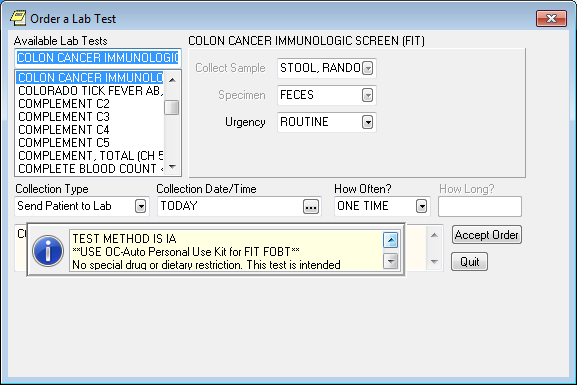 Order a Lab Test
Available Lab Tests
COLON CANCER IMMUNOLOGIC
COLON CANCER IMMUNOLO
COLORADO TICK FEVER AB,
COMPLEMENT C2
COMPLEMENT C3
COMPLEMENT C4
COMPLEMENT C5
COMPLEMENT, TOTAL (CH 5
COMPLETE BLOOD COUNT <
COLON CANCER IMMUNOLOGIC SCREEN (FIT)
Collect Sample STOOL, RANDO
Specimen FECES
Urgency ROUTINE
Collection Type Collection Date/Time How Often? How Long?
Send Patient to Lab TODAY ... ONE TIME
TEST METHOD IS IA
**USE OC-Auto Personal Use Kit for FIT FOBT**
No special drug or dietary restriction. This test is intended
Accept Order
Quit